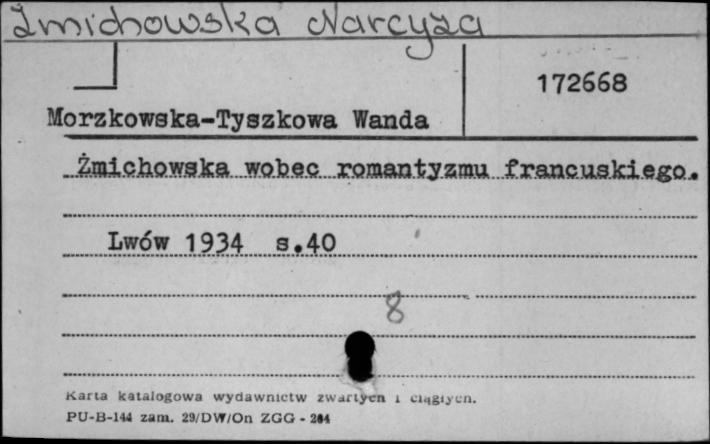 Żmichowska Narcyza
172668
Morzkowska-Tyszkowa Wanda
Żmichowska wobec romantyzmu francuskiego.
Lwów 1934 s.40
8
Karta katalogowa wydawnictw zwartych i ciągłych.
PU-B-144 zam. 29/DW/On ZGG - 264